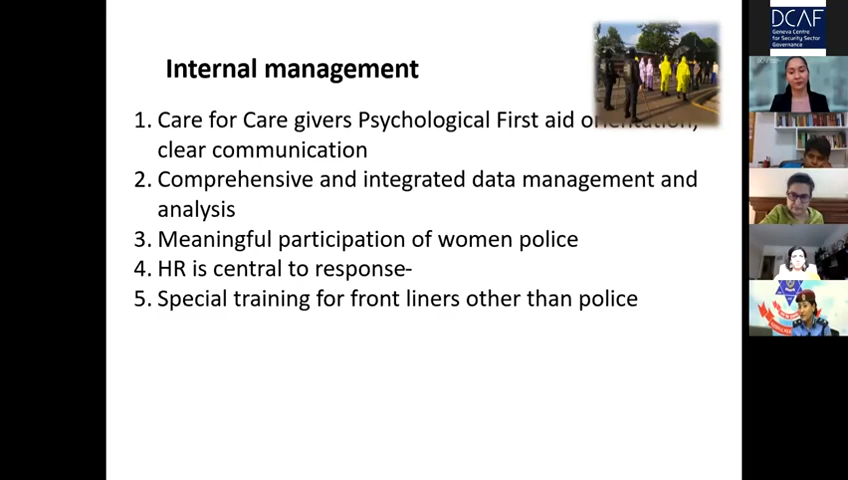 Internal management
1. Care for Care givers Psychological First aid orientation,
clear communication
2. Comprehensive and integrated data management and
analysis
3. Meaningful participation of women police
4. HR is central to response-
5. Special training for front liners other than police
DCAF
Geneva Centre
for Security Sector
Governance